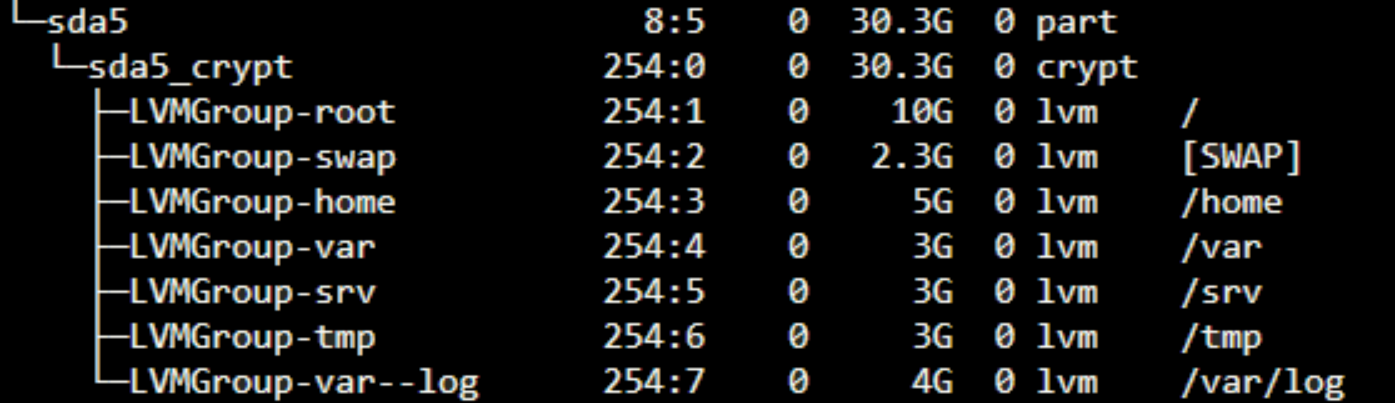 └─sda5                         8:5    0  30.3G  0 part
  └─sda5_crypt               254:0    0  30.3G  0 crypt
    ├─LVMGroup-root          254:1    0    10G  0 lvm   /
    ├─LVMGroup-swap          254:2    0   2.3G  0 lvm   [SWAP]
    ├─LVMGroup-home          254:3    0     5G  0 lvm   /home
    ├─LVMGroup-var           254:4    0     3G  0 lvm   /var
    ├─LVMGroup-srv           254:5    0     3G  0 lvm   /srv
    ├─LVMGroup-tmp           254:6    0     3G  0 lvm   /tmp
    └─LVMGroup-var--log      254:7    0     4G  0 lvm   /var/log